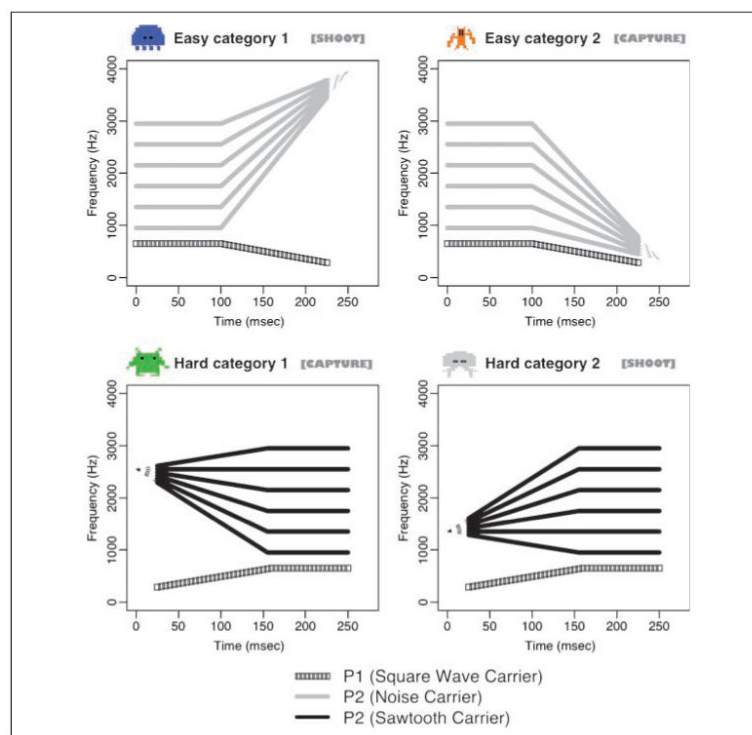 Easy category 1 [SHOOT]
Easy category 2 [CAPTURE]
Frequency (Hz)
4000
3000
2000
1000
0
0 50 100 150 200 250
Time (msec)
Frequency (Hz)
4000
3000
2000
1000
0
0 50 100 150 200 250
Time (msec)
Hard category 1 [CAPTURE]
Hard category 2 [SHOOT]
Frequency (Hz)
4000
3000
2000
1000
0
0 50 100 150 200 250
Time (msec)
Frequency (Hz)
4000
3000
2000
1000
0
0 50 100 150 200 250
Time (msec)
P1 (Square Wave Carrier)
P2 (Noise Carrier)
P2 (Sawtooth Carrier)